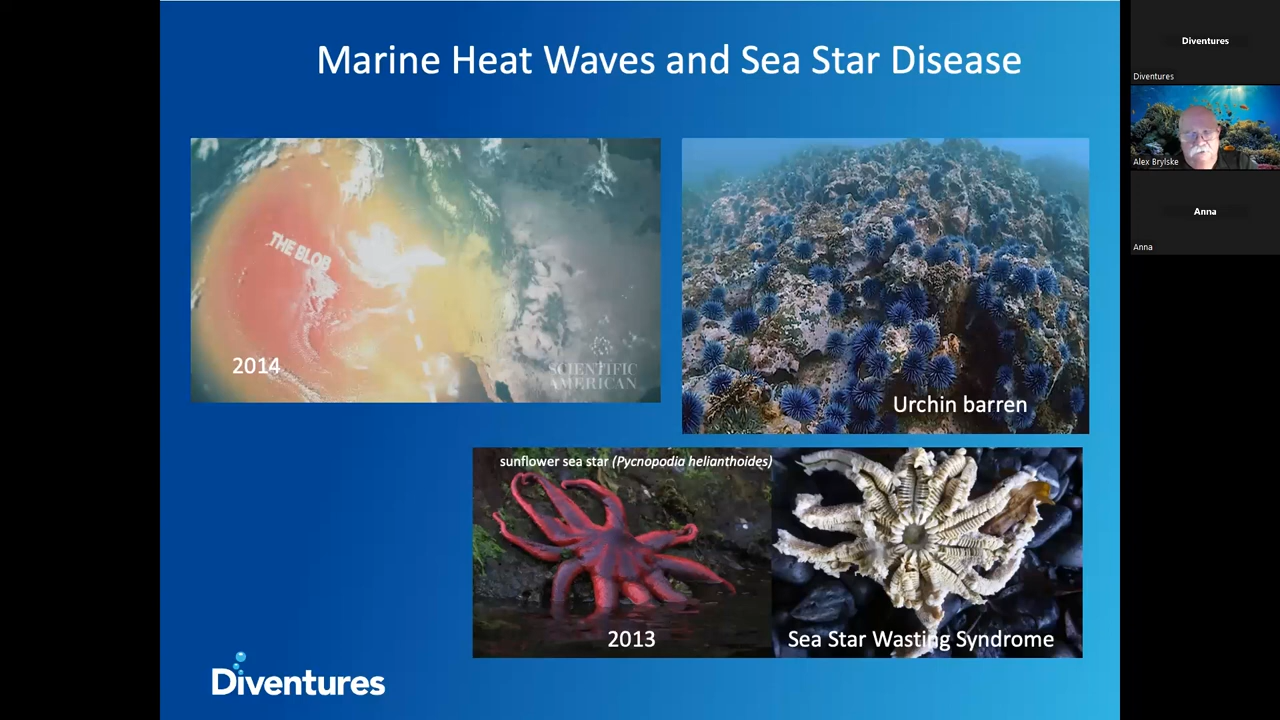 Marine Heat Waves and Sea Star Disease
THE BLOB
2014
SCIENTIFIC
AMERICAN
Urchin barren
sunflower sea star (Pycnopodia helianthoides)
2013
Sea Star Wasting Syndrome
Diventures
Diventures
Diventures
Alex Brylske
Anna
Anna